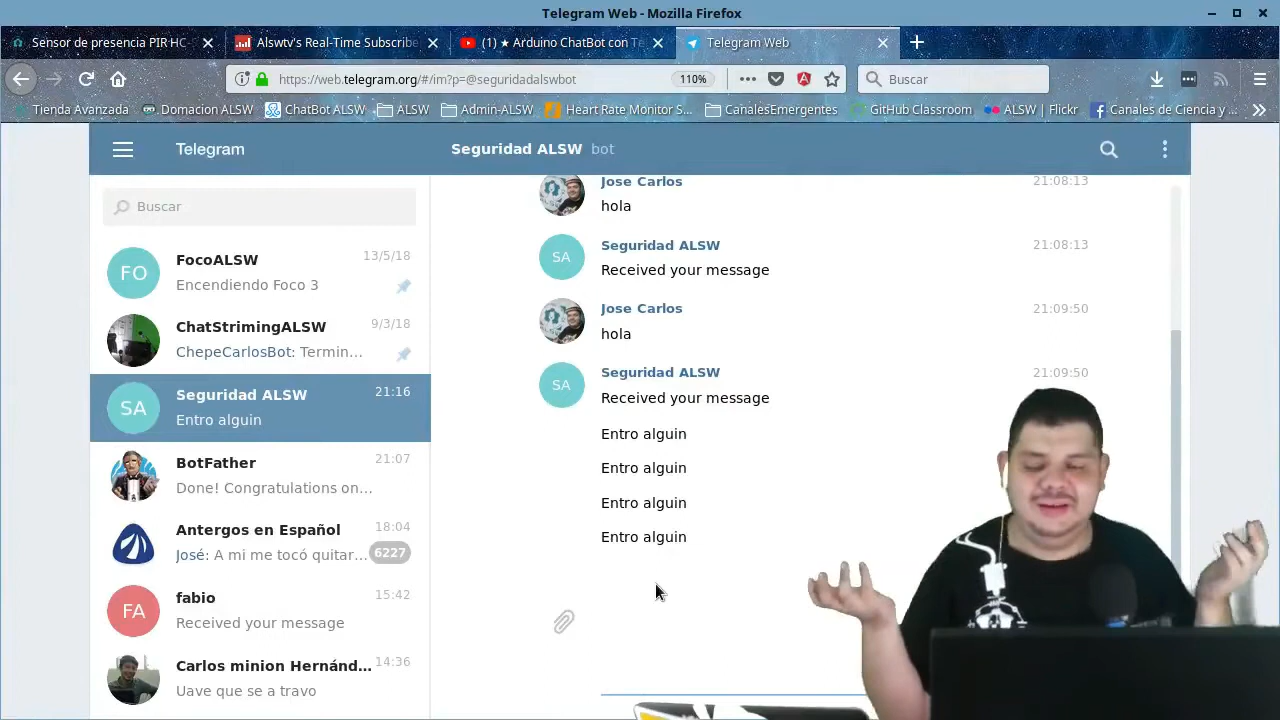 Telegram Web - Mozilla Firefox
Sensor de presencia PIR HC-
Alswtv's Real-Time Subscribe
(1) ★ Arduino ChatBot con Te
Telegram Web
https://web.telegram.org/#/im?p=@seguridadalswbot
110%
Buscar
Tienda Avanzada
Domacion ALSW
ChatBot ALSW
ALSW
Admin-ALSW
Heart Rate Monitor S...
CanalesEmergentes
GitHub Classroom
ALSW | Flickr
Canales de Ciencia y ...
Telegram
Seguridad ALSW bot
Buscar
FO
FocoALSW
13/5/18
Encendiendo Foco 3
ChatStrimingALSW
9/3/18
ChepeCarlosBot: Termin...
SA
Seguridad ALSW
21:16
Entro alguin
BotFather
21:07
Done! Congratulations on...
Antergos en Español
18:04
José: A mi me tocó quitar...
6227
FA
fabio
15:42
Received your message
Carlos minion Hernánd...
14:36
Uave que se a travo
Jose Carlos
21:08:13
hola
SA
Seguridad ALSW
21:08:13
Received your message
Jose Carlos
21:09:50
hola
SA
Seguridad ALSW
21:09:50
Received your message
Entro alguin
Entro alguin
Entro alguin
Entro alguin